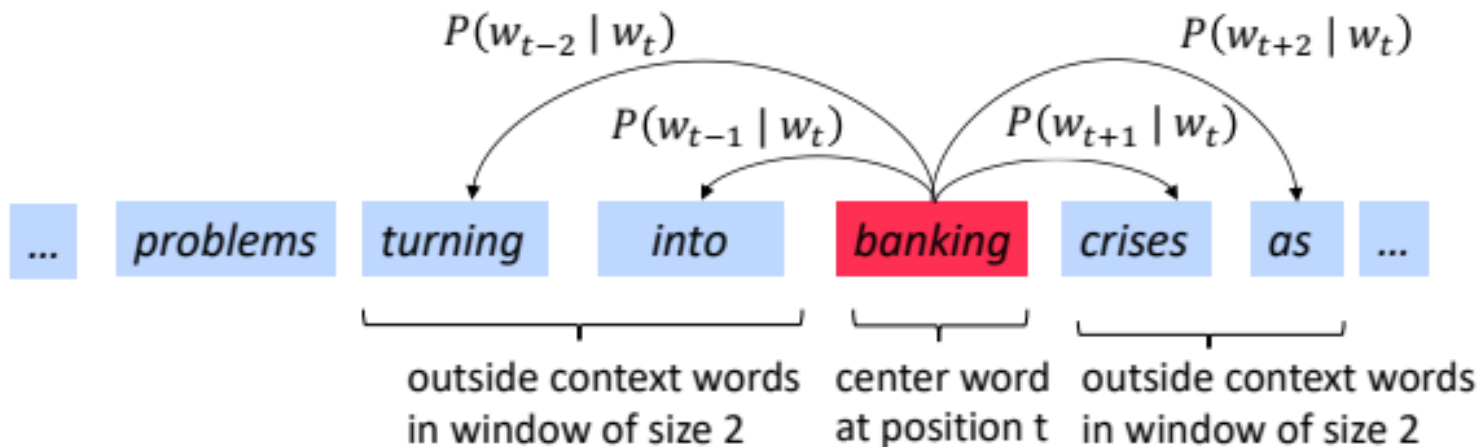 P(w_{t-2} | w_t) P(w_{t+2} | w_t)
P(w_{t-1} | w_t) P(w_{t+1} | w_t)
... problems turning into banking crises as ...
outside context words center word outside context words
in window of size 2 at position t in window of size 2